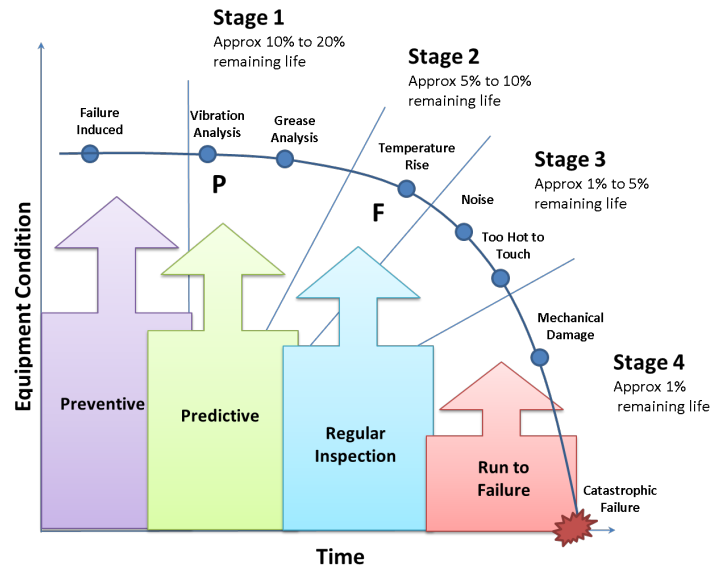 Stage 1
Approx 10% to 20%
remaining life
Stage 2
Approx 5% to 10%
remaining life
Failure
Induced
Vibration
Analysis
Grease
Analysis
Temperature
Rise
Stage 3
Approx 1% to 5%
remaining life
P
F
Noise
Too Hot to
Touch
Mechanical
Damage
Stage 4
Approx 1%
remaining life
Equipment Condition
Preventive
Predictive
Regular
Inspection
Run to
Failure
Catastrophic
Failure
Time